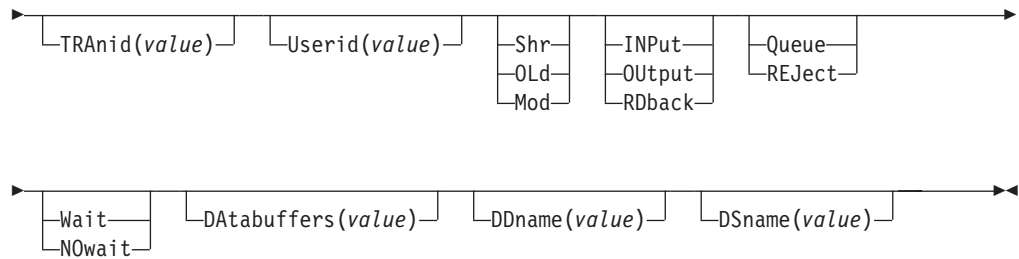 TRAnid(value) Userid(value) Shr INPut Queue
OLd OUtput REJect
Mod RDback
Wait DAtabuffers(value) DDname(value) DSname(value)
NOwait